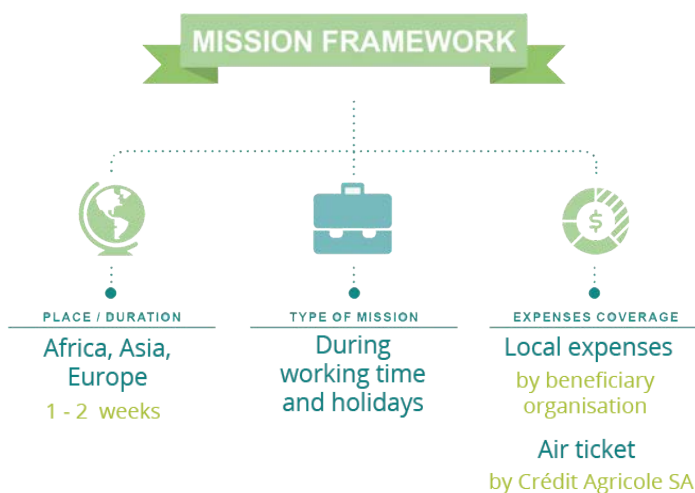 MISSION FRAMEWORK
PLACE / DURATION
Africa, Asia,
Europe
1 - 2 weeks
TYPE OF MISSION
During
working time
and holidays
$
EXPENSES COVERAGE
Local expenses
by beneficiary
organisation
Air ticket
by Crédit Agricole SA